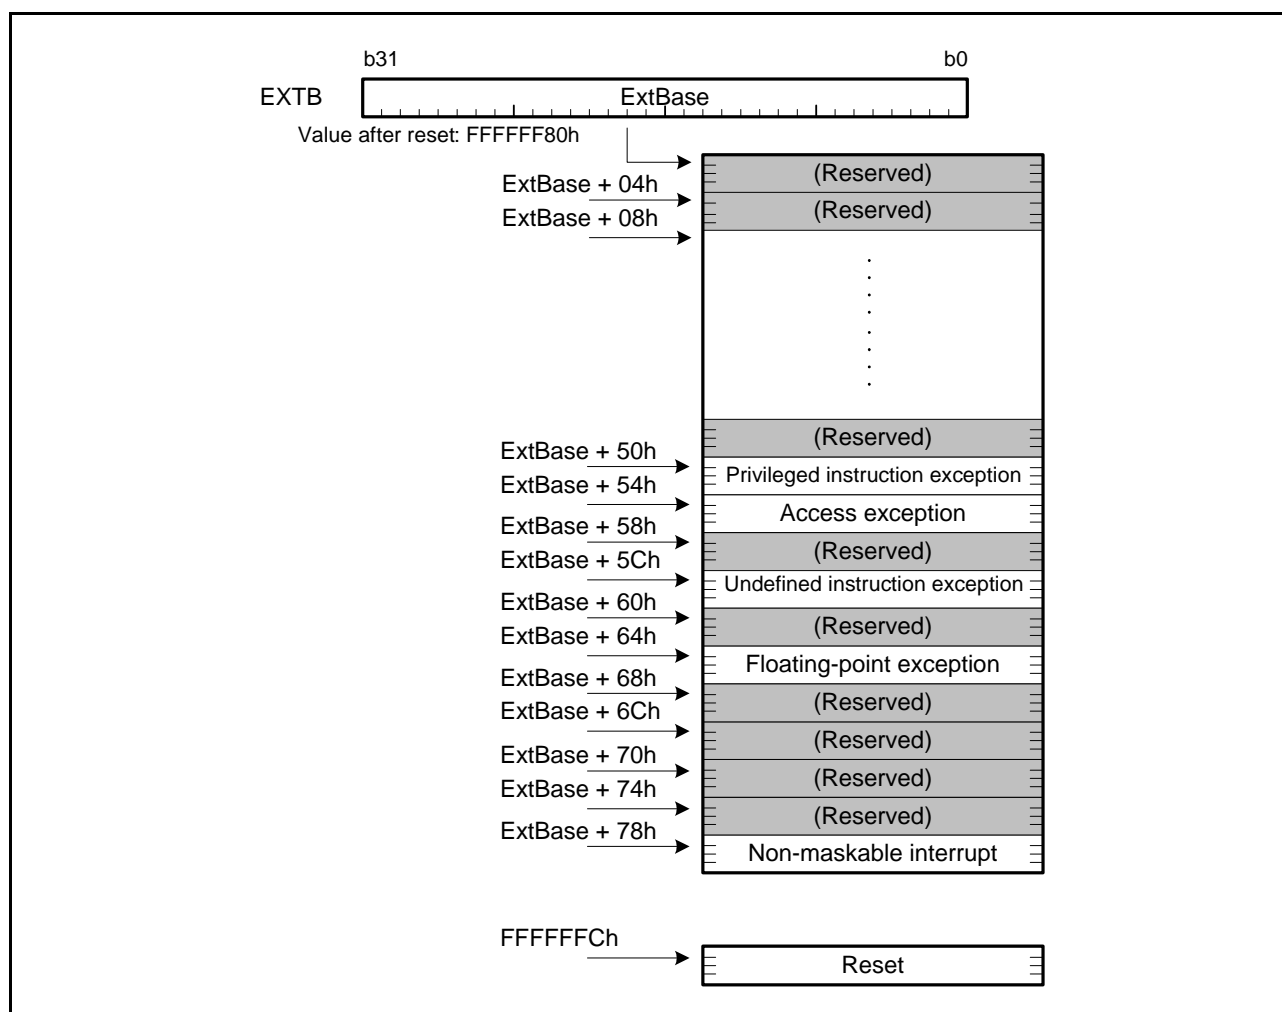 b31
b0
EXTB
ExtBase
Value after reset: FFFFFF80h
(Reserved)
ExtBase + 04h
(Reserved)
ExtBase + 08h
(Reserved)
ExtBase + 50h
Privileged instruction exception
ExtBase + 54h
Access exception
ExtBase + 58h
(Reserved)
ExtBase + 5Ch
Undefined instruction exception
ExtBase + 60h
(Reserved)
ExtBase + 64h
Floating-point exception
ExtBase + 68h
(Reserved)
ExtBase + 6Ch
(Reserved)
ExtBase + 70h
(Reserved)
ExtBase + 74h
(Reserved)
ExtBase + 78h
Non-maskable interrupt
FFFFFFCh
Reset